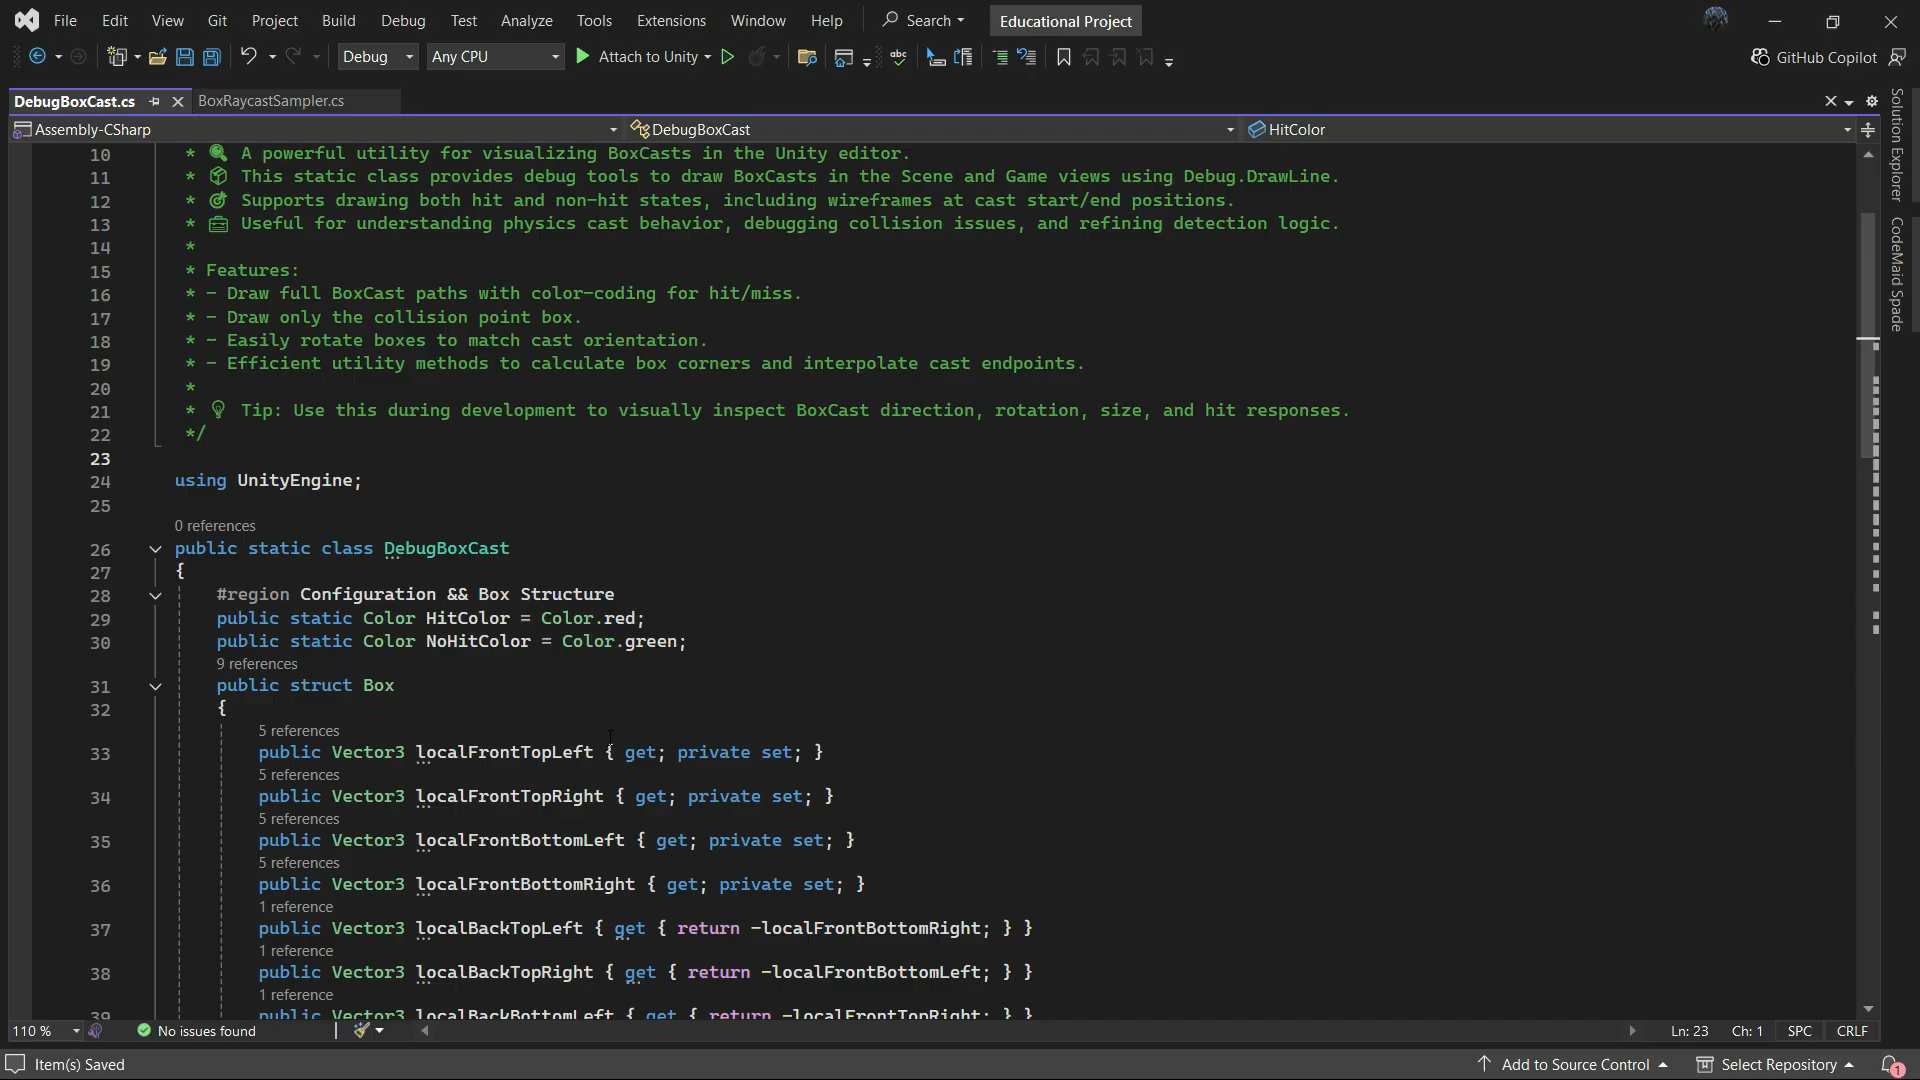 File Edit View Git Project Build Debug Test Analyze Tools Extensions Window Help Search Educational Project
Debug Any CPU Attach to Unity GitHub Copilot
DebugBoxCast.cs BoxRaycastSampler.cs
Assembly-CSharp DebugBoxCast HitColor
10 * A powerful utility for visualizing BoxCasts in the Unity editor.
11 * This static class provides debug tools to draw BoxCasts in the Scene and Game views using Debug.DrawLine.
12 * Supports drawing both hit and non-hit states, including wireframes at cast start/end positions.
13 * Useful for understanding physics cast behavior, debugging collision issues, and refining detection logic.
14 *
15 * Features:
16 * - Draw full BoxCast paths with color-coding for hit/miss.
17 * - Draw only the collision point box.
18 * - Easily rotate boxes to match cast orientation.
19 * - Efficient utility methods to calculate box corners and interpolate cast endpoints.
20 *
21 * Tip: Use this during development to visually inspect BoxCast direction, rotation, size, and hit responses.
22 */
23
24 using UnityEngine;
25
0 references
26 public static class DebugBoxCast
27 {
28 #region Configuration && Box Structure
29 public static Color HitColor = Color.red;
30 public static Color NoHitColor = Color.green;
9 references
31 public struct Box
32 {
5 references
33 public Vector3 localFrontTopLeft { get; private set; }
5 references
34 public Vector3 localFrontTopRight { get; private set; }
5 references
35 public Vector3 localFrontBottomLeft { get; private set; }
5 references
36 public Vector3 localFrontBottomRight { get; private set; }
1 reference
37 public Vector3 localBackTopLeft { get { return -localFrontBottomRight; } }
1 reference
38 public Vector3 localBackTopRight { get { return -localFrontBottomLeft; } }
1 reference
39 public Vector3 localBackBottomLeft { get { return -localFrontTopRight; } }
Solution Explorer
CodeMaid Spade
110 % No issues found Ln: 23 Ch: 1 SPC CRLF
Item(s) Saved Add to Source Control Select Repository 1